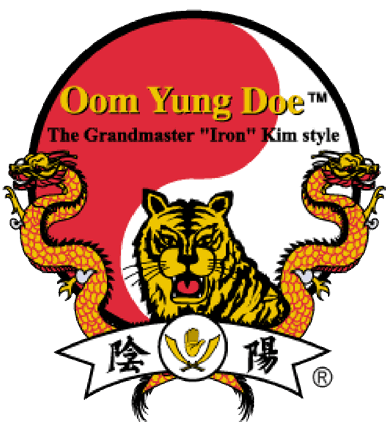 Oom Yung Doe™
The Grandmaster "Iron" Kim style
陰 陽
®